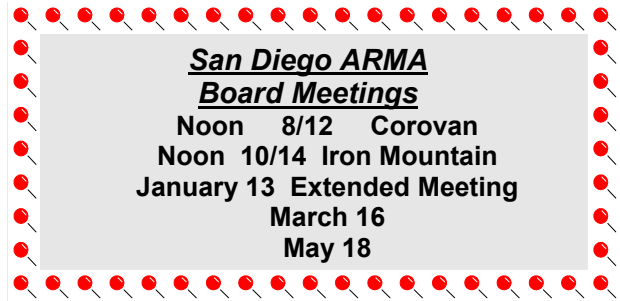 San Diego ARMA
Board Meetings
Noon 8/12 Corovan
Noon 10/14 Iron Mountain
January 13 Extended Meeting
March 16
May 18